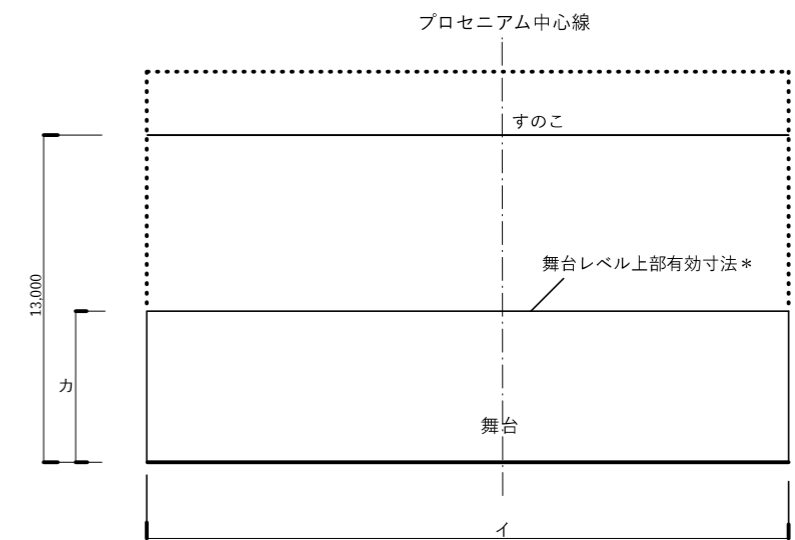 プロセニアム中心線
すのこ
舞台レベル上部有効寸法＊
13,000
カ
舞台
イ